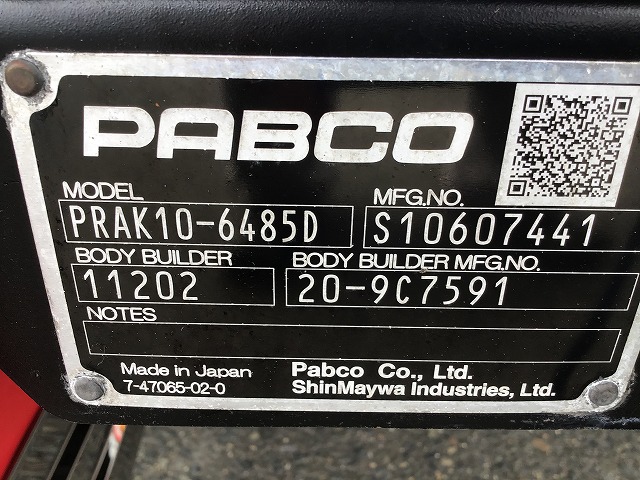 PABCO
MODEL MFG.NO.
PRAK10-6485D S10607441
BODY BUILDER BODY BUILDER MFG.NO.
11202 20-9C7591
NOTES
Made in Japan Pabco Co., Ltd.
7-47065-02-0 ShinMaywa Industries, Ltd.